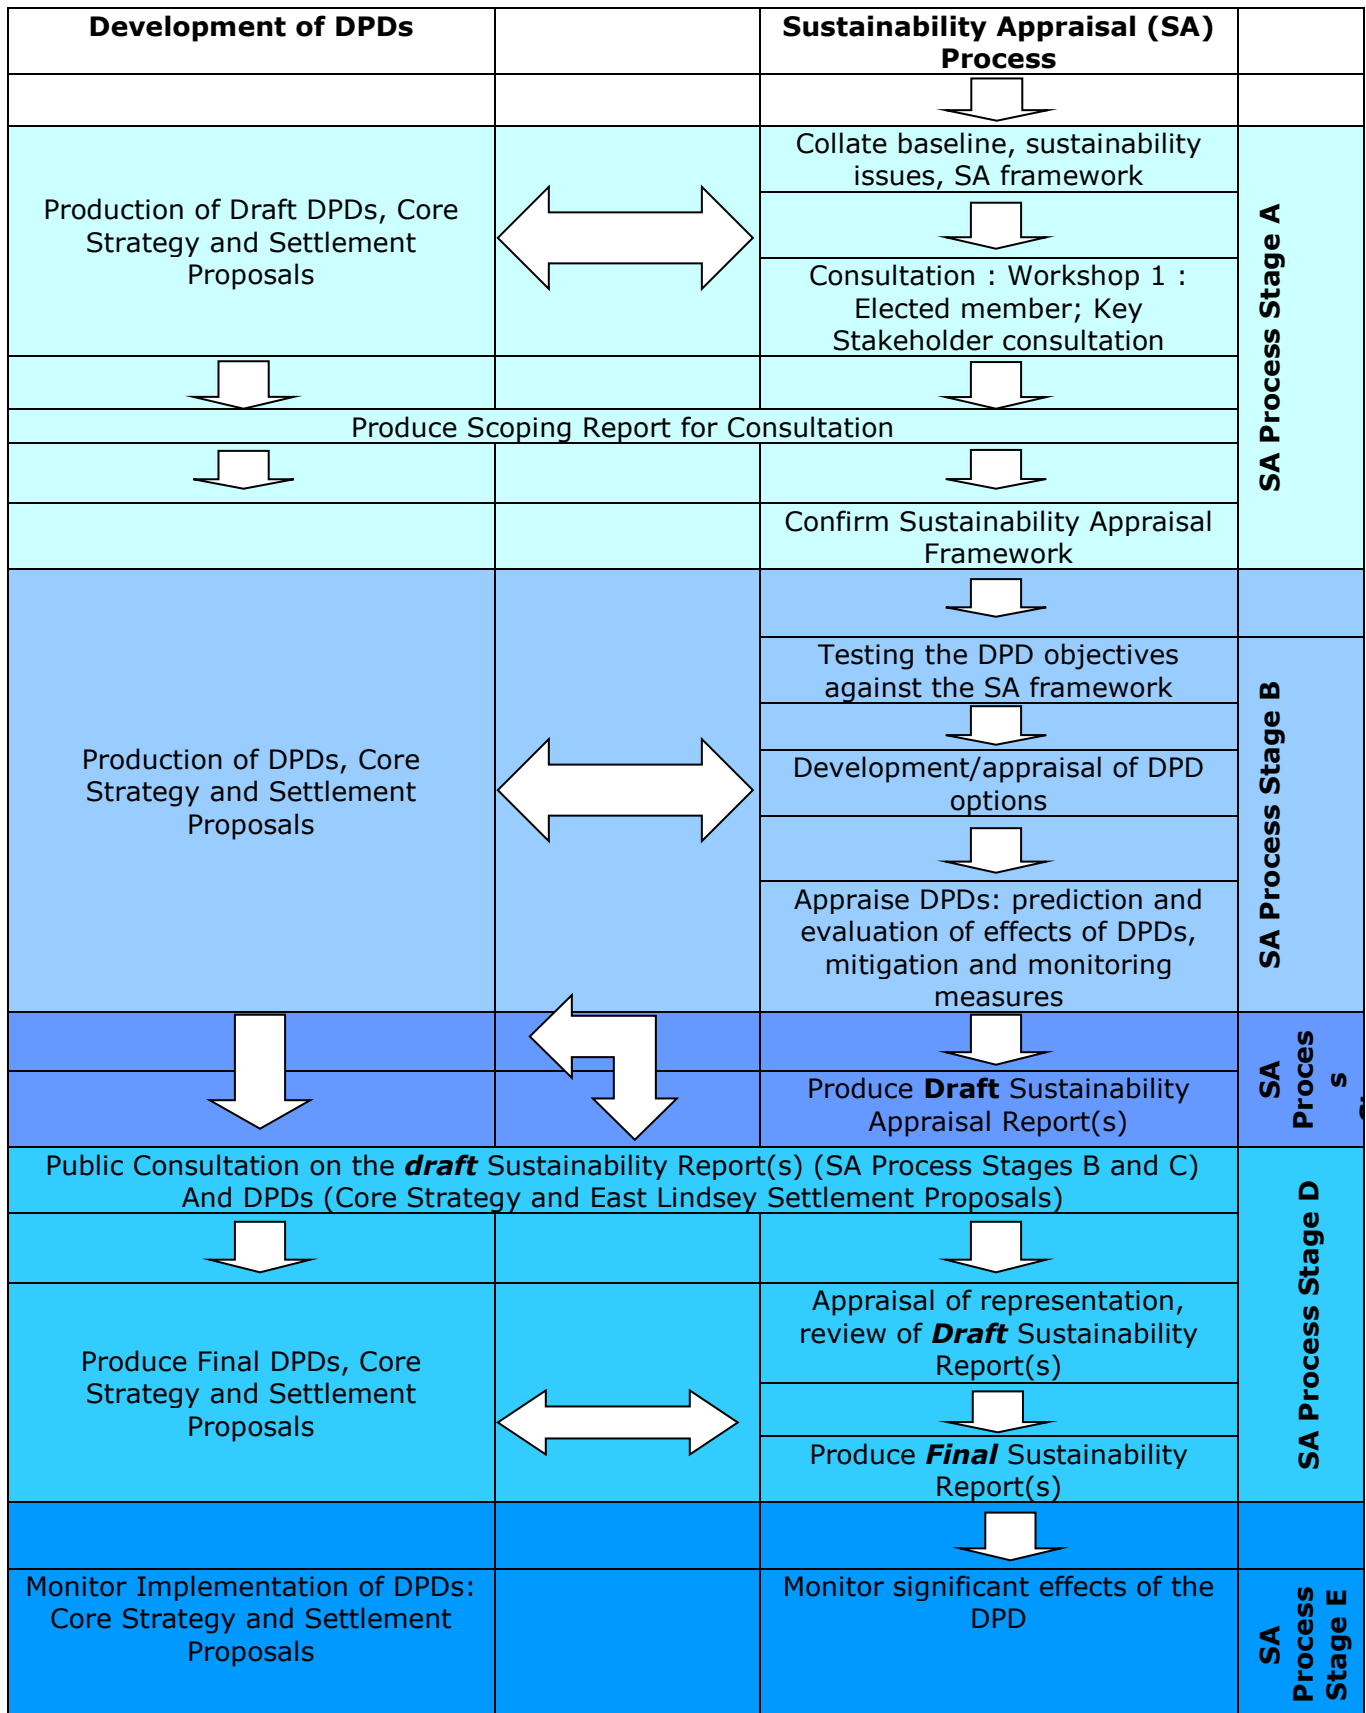 Development of DPDs
Sustainability Appraisal (SA)
Process
Production of Draft DPDs, Core
Strategy and Settlement
Proposals
Collate baseline, sustainability
issues, SA framework
Consultation : Workshop 1 :
Elected member; Key
Stakeholder consultation
SA Process Stage A
Produce Scoping Report for Consultation
Confirm Sustainability Appraisal
Framework
Production of DPDs, Core
Strategy and Settlement
Proposals
Testing the DPD objectives
against the SA framework
Development/appraisal of DPD
options
Appraise DPDs: prediction and
evaluation of effects of DPDs,
mitigation and monitoring
measures
SA Process Stage B
Produce Draft Sustainability
Appraisal Report(s)
SA
Proces
s
Public Consultation on the draft Sustainability Report(s) (SA Process Stages B and C)
And DPDs (Core Strategy and East Lindsey Settlement Proposals)
Produce Final DPDs, Core
Strategy and Settlement
Proposals
Appraisal of representation,
review of Draft Sustainability
Report(s)
Produce Final Sustainability
Report(s)
SA Process Stage D
Monitor Implementation of DPDs:
Core Strategy and Settlement
Proposals
Monitor significant effects of the
DPD
SA
Process
Stage E